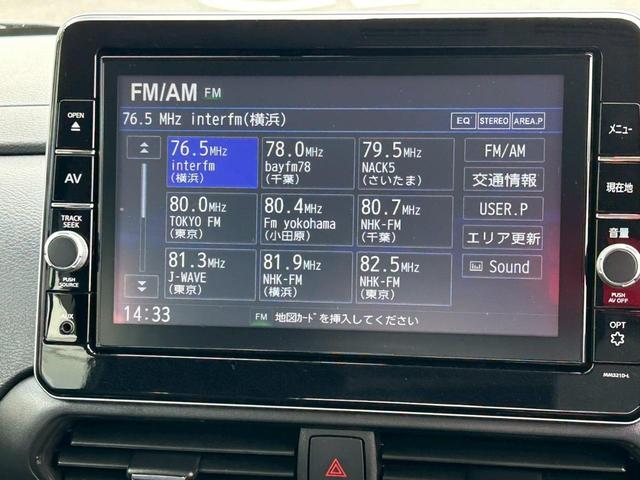 FM/AM FM
76.5 MHz interfm(横浜)
EQ STEREO AREA.P
76.5MHz
interfm
(横浜)
78.0MHz
bayfm78
(千葉)
79.5MHz
NACK5
(さいたま)
80.0MHz
TOKYO FM
(東京)
80.4MHz
Fm yokohama
(小田原)
80.7MHz
NHK-FM
(千葉)
81.3MHz
J-WAVE
(東京)
81.9MHz
NHK-FM
(横浜)
82.5MHz
NHK-FM
(東京)
FM/AM
交通情報
USER.P
エリア更新
Sound
14:33
FM 地図ｶｰﾄﾞを挿入してください
OPEN
AV
TRACK
SEEK
PUSH
SOURCE
AUX
メニュー
現在地
音量
PUSH
AV OFF
OPT
MM321D-L